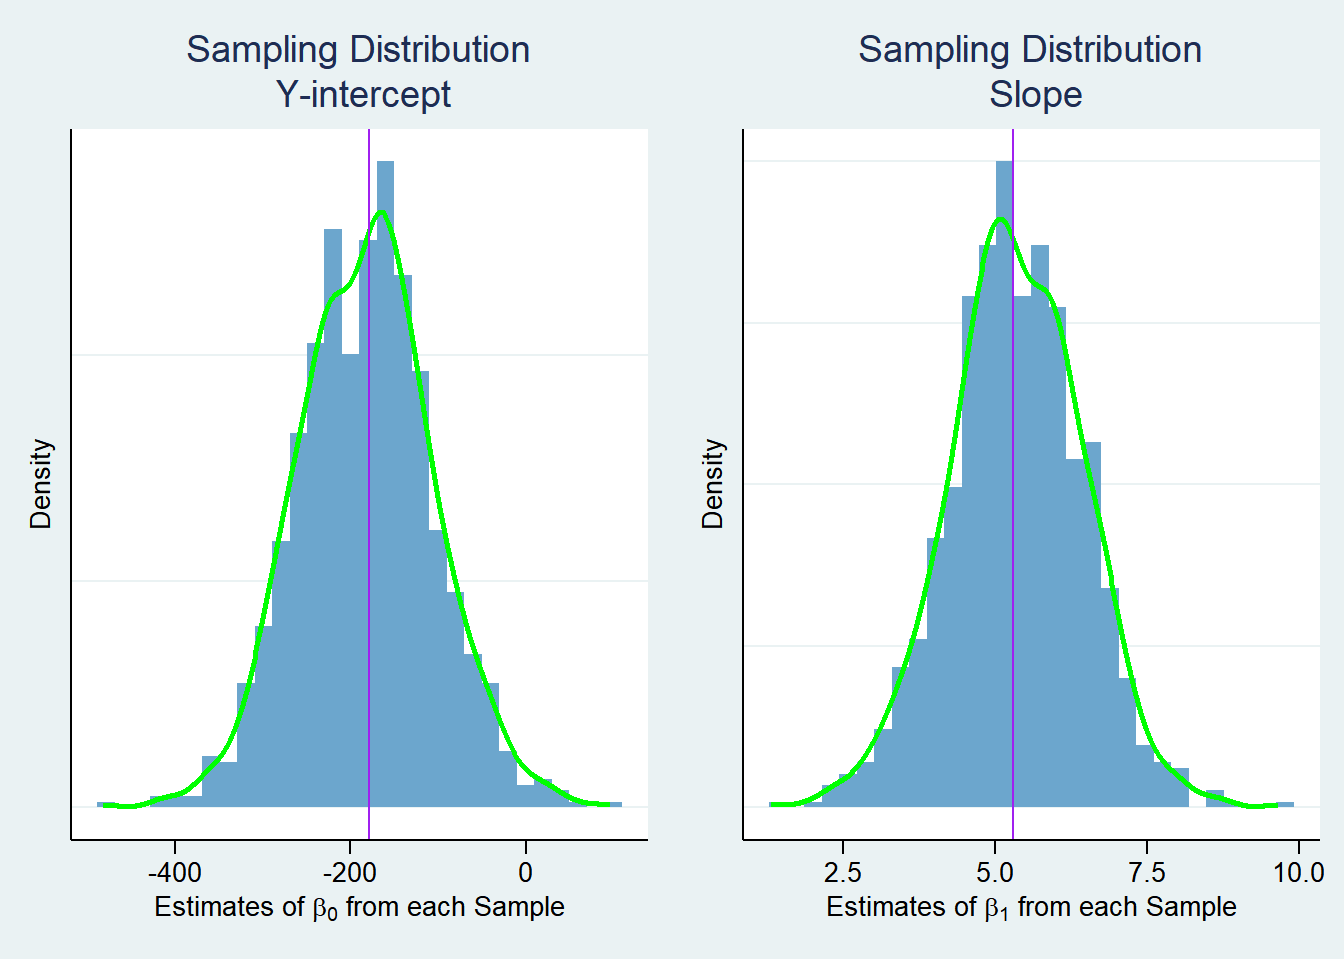 Sampling Distribution
Y-intercept
Density
-400 -200 0
Estimates of β0 from each Sample
Sampling Distribution
Slope
Density
2.5 5.0 7.5 10.0
Estimates of β1 from each Sample